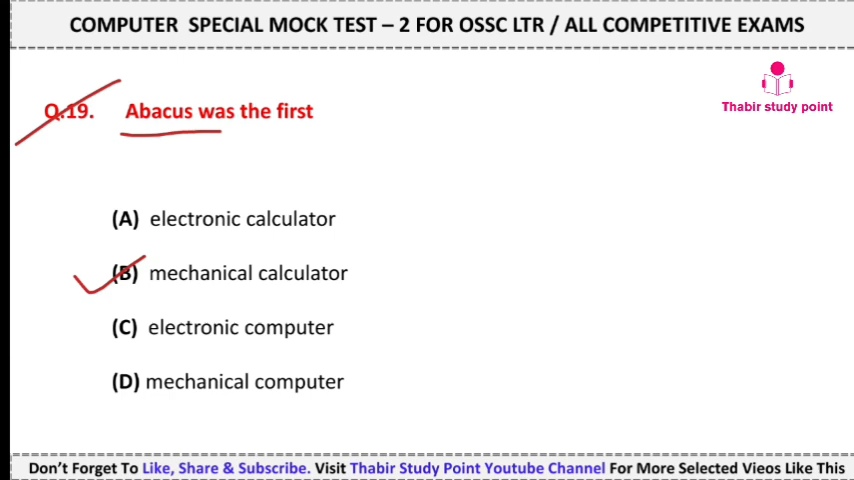 COMPUTER SPECIAL MOCK TEST – 2 FOR OSSC LTR / ALL COMPETITIVE EXAMS
Thabir study point
Q.19. Abacus was the first
(A) electronic calculator
(B) mechanical calculator
(C) electronic computer
(D) mechanical computer
Don't Forget To Like, Share & Subscribe. Visit Thabir Study Point Youtube Channel For More Selected Vieos Like This